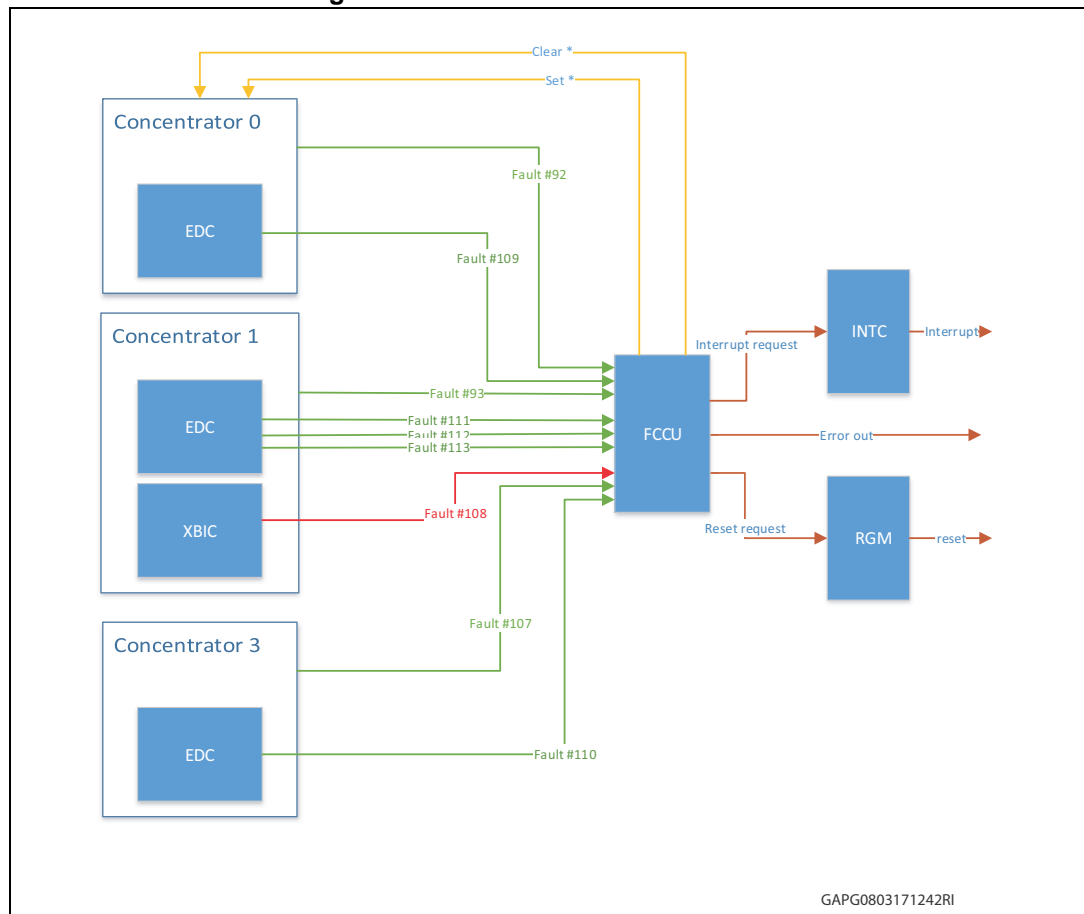 Clear *
Set *
Concentrator 0
EDC
Fault #92
Fault #109
Concentrator 1
EDC
XBIC
Fault #93
Fault #111
Fault #112
Fault #113
Fault #108
FCCU
Interrupt request
INTC
Interrupt
Error out
Reset request
RGM
reset
Concentrator 3
EDC
Fault #107
Fault #110
GAPG0803171242RI